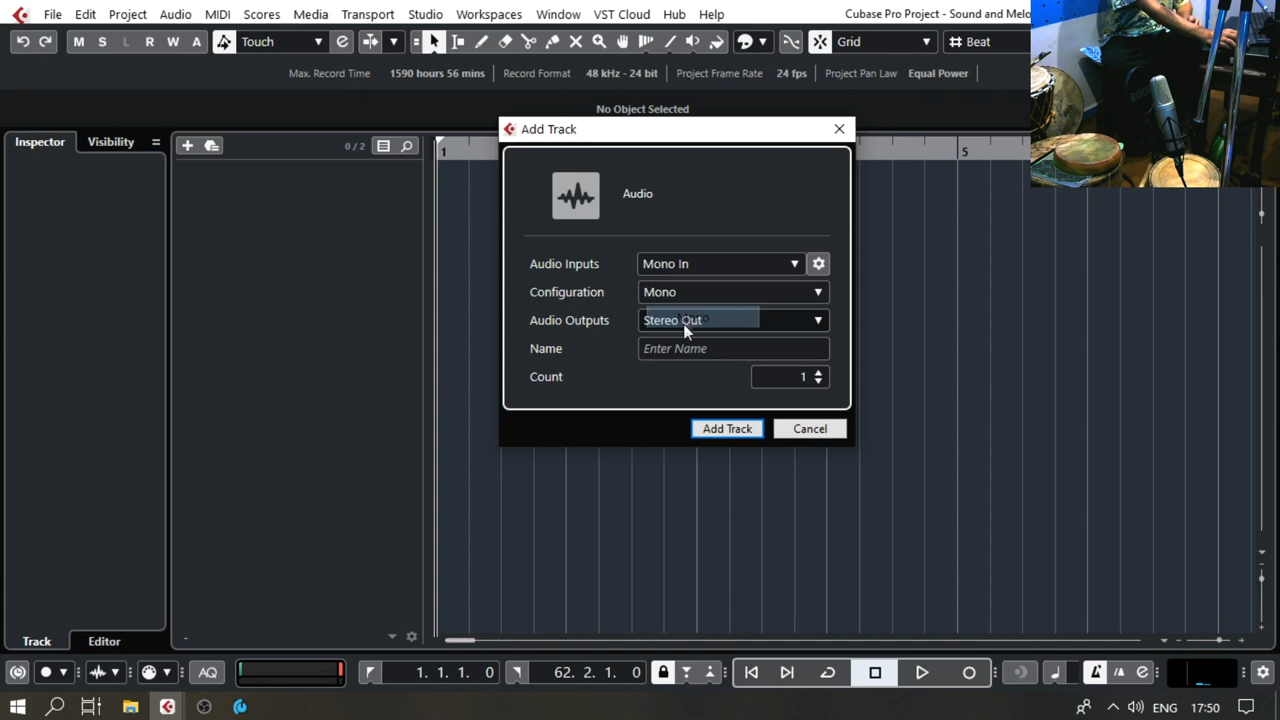 File Edit Project Audio MIDI Scores Media Transport Studio Workspaces Window VST Cloud Hub Help Cubase Pro Project - Sound and Melo
M S L R W A Touch Grid Beat
Max. Record Time 1590 hours 56 mins Record Format 48 kHz - 24 bit Project Frame Rate 24 fps Project Pan Law Equal Power
No Object Selected
Inspector Visibility 0 / 2 1 5
Add Track
Audio
Audio Inputs Mono In
Configuration Mono
Audio Outputs Stereo Out
Name Enter Name
Count 1
Add Track Cancel
Track Editor
AQ 1. 1. 1. 0 62. 2. 1. 0
ENG 17:50